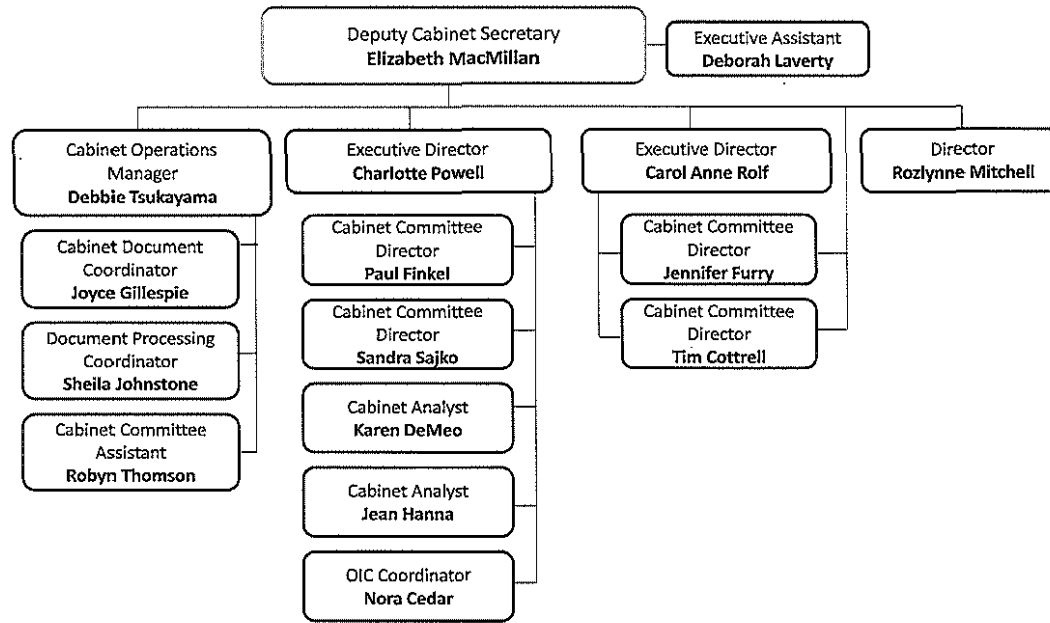 Deputy Cabinet Secretary
Elizabeth MacMillan
Executive Assistant
Deborah Laverty
Cabinet Operations
Manager
Debbie Tsukayama
Cabinet Document
Coordinator
Joyce Gillespie
Document Processing
Coordinator
Sheila Johnstone
Cabinet Committee
Assistant
Robyn Thomson
Executive Director
Charlotte Powell
Cabinet Committee
Director
Paul Finkel
Cabinet Committee
Director
Sandra Sajko
Cabinet Analyst
Karen DeMeo
Cabinet Analyst
Jean Hanna
OIC Coordinator
Nora Cedar
Executive Director
Carol Anne Rolf
Cabinet Committee
Director
Jennifer Furry
Cabinet Committee
Director
Tim Cottrell
Director
Rozlynne Mitchell